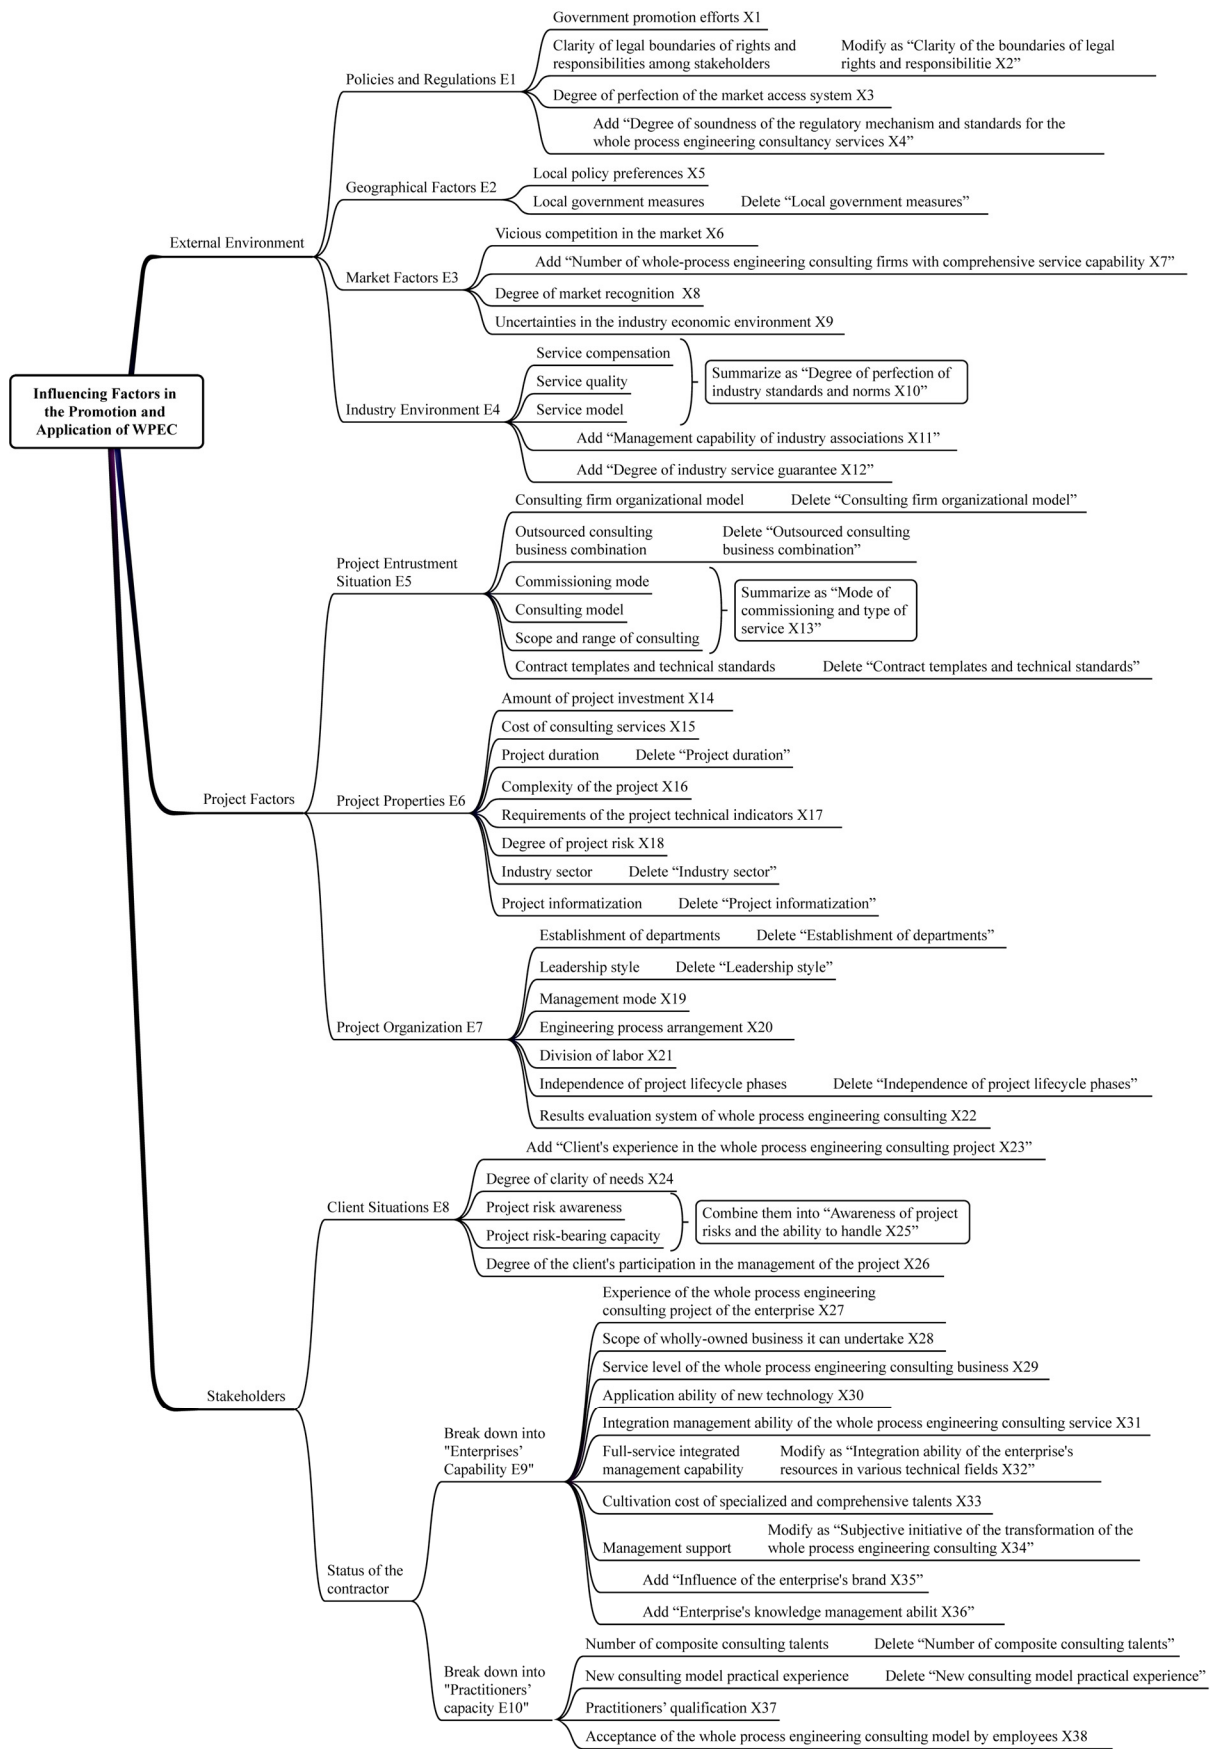 Government promotion efforts X1
Clarity of legal boundaries of rights and
responsibilities among stakeholders
Modify as “Clarity of the boundaries of legal
rights and responsibilitie X2”
Policies and Regulations E1
Degree of perfection of the market access system X3
Add “Degree of soundness of the regulatory mechanism and standards for the
whole process engineering consultancy services X4”
Local policy preferences X5
Geographical Factors E2
Local government measures
Delete “Local government measures”
External Environment
Vicious competition in the market X6
Add “Number of whole-process engineering consulting firms with comprehensive service capability X7”
Market Factors E3
Degree of market recognition X8
Uncertainties in the industry economic environment X9
Service compensation
Service quality
Service model
Summarize as “Degree of perfection of
industry standards and norms X10”
Industry Environment E4
Add “Management capability of industry associations X11”
Add “Degree of industry service guarantee X12”
Influencing Factors in
the Promotion and
Application of WPEC
Consulting firm organizational model
Delete “Consulting firm organizational model”
Outsourced consulting
business combination
Delete “Outsourced consulting
business combination”
Project Entrustment
Situation E5
Commissioning mode
Consulting model
Scope and range of consulting
Summarize as “Mode of
commissioning and type of
service X13”
Contract templates and technical standards
Delete “Contract templates and technical standards”
Amount of project investment X14
Cost of consulting services X15
Project duration
Delete “Project duration”
Complexity of the project X16
Project Factors
Project Properties E6
Requirements of the project technical indicators X17
Degree of project risk X18
Industry sector
Delete “Industry sector”
Project informatization
Delete “Project informatization”
Establishment of departments
Delete “Establishment of departments”
Leadership style
Delete “Leadership style”
Management mode X19
Project Organization E7
Engineering process arrangement X20
Division of labor X21
Independence of project lifecycle phases
Delete “Independence of project lifecycle phases”
Results evaluation system of whole process engineering consulting X22
Add “Client's experience in the whole process engineering consulting project X23”
Degree of clarity of needs X24
Client Situations E8
Project risk awareness
Project risk-bearing capacity
Combine them into “Awareness of project
risks and the ability to handle X25”
Degree of the client's participation in the management of the project X26
Experience of the whole process engineering
consulting project of the enterprise X27
Scope of wholly-owned business it can undertake X28
Service level of the whole process engineering consulting business X29
Stakeholders
Application ability of new technology X30
Integration management ability of the whole process engineering consulting service X31
Break down into
"Enterprises’
Capability E9"
Full-service integrated
management capability
Modify as “Integration ability of the enterprise's
resources in various technical fields X32”
Cultivation cost of specialized and comprehensive talents X33
Management support
Modify as “Subjective initiative of the transformation of the
whole process engineering consulting X34”
Status of the
contractor
Add “Influence of the enterprise's brand X35”
Add “Enterprise's knowledge management abilit X36”
Number of composite consulting talents
Delete “Number of composite consulting talents”
Break down into
"Practitioners’
capacity E10"
New consulting model practical experience
Delete “New consulting model practical experience”
Practitioners’ qualification X37
Acceptance of the whole process engineering consulting model by employees X38